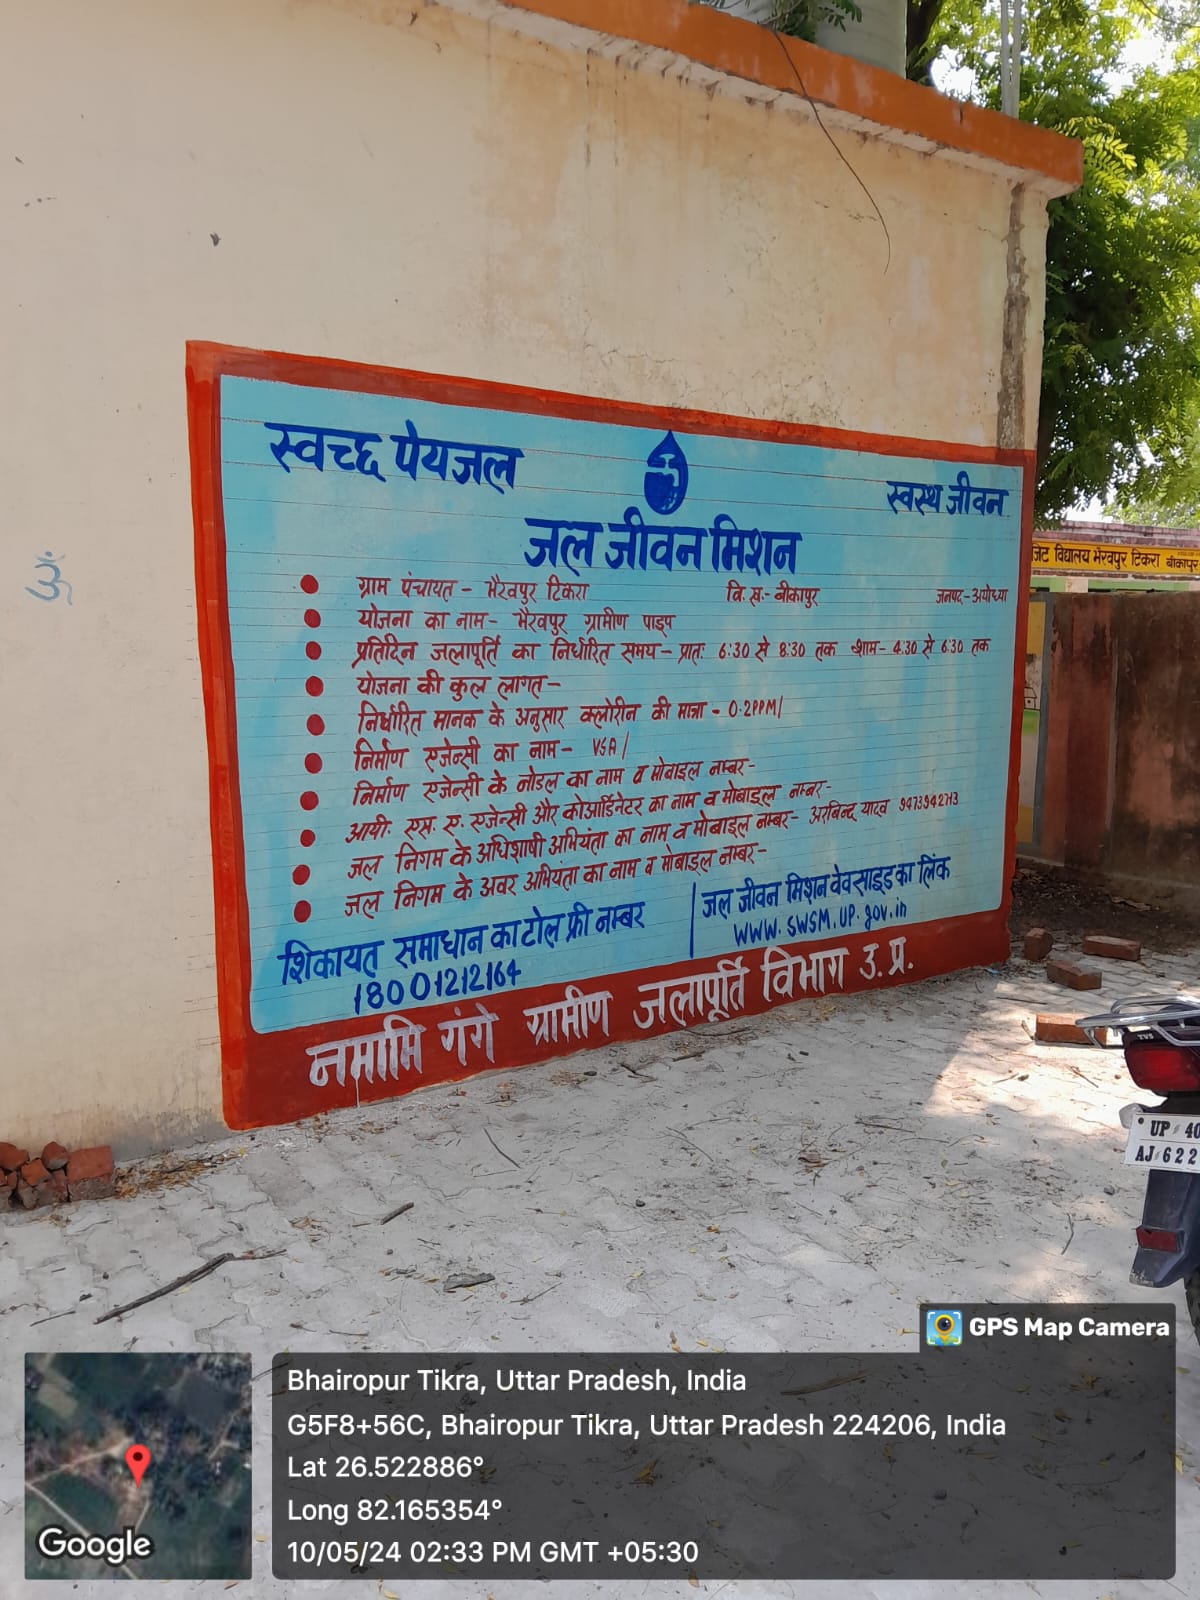 स्वच्छ पेयजल
स्वस्थ जीवन
जल जीवन मिशन
ग्राम पंचायत - भैरवपुर टिकरा वि. ख.- बीकापुर जनपद - अयोध्या
योजना का नाम - भैरवपुर ग्रामीण पाइप
प्रतिदिन जलापूर्ति का निर्धारित समय - प्रातः 6:30 से 8:30 तक शाम - 4:30 से 6:30 तक
योजना की कुल लागत -
निर्धारित मानक के अनुसार क्लोरीन की मात्रा - 0.2PPM/
निर्माण एजेन्सी का नाम - VSA/
निर्माण एजेन्सी के नोडल का नाम व मोबाइल नम्बर -
आयी. एस. ए. एजेन्सी और कोआर्डिनेटर का नाम व मोबाइल नम्बर -
जल निगम के अधिशाषी अभियंता का नाम व मोबाइल नम्बर - अरबिन्द यादव 9473942713
जल निगम के अवर अभियंता का नाम व मोबाइल नम्बर -
शिकायत समाधान का टोल फ्री नम्बर
18001212164
जल जीवन मिशन वेवसाइड का लिंक
WWW.SWSM.UP.gov.in
नमामि गंगे ग्रामीण जलापूर्ति विभाग उ. प्र.
ॐ
विद्यालय भैरवपुर टिकरा बीकापुर
TVS
UP 40
AJ 622
GPS Map Camera
Google
Bhairopur Tikra, Uttar Pradesh, India
G5F8+56C, Bhairopur Tikra, Uttar Pradesh 224206, India
Lat 26.522886°
Long 82.165354°
10/05/24 02:33 PM GMT +05:30